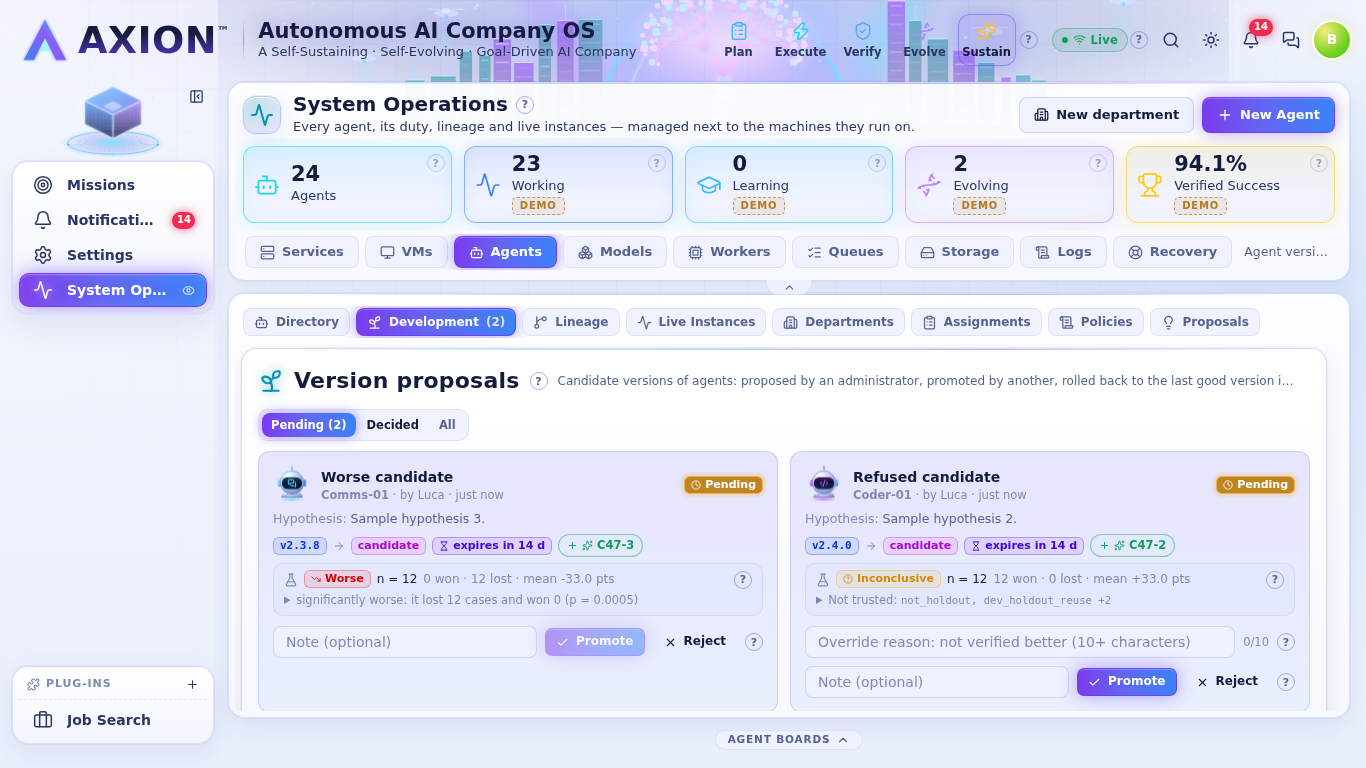 AXION™
Autonomous AI Company OS
A Self-Sustaining · Self-Evolving · Goal-Driven AI Company
Plan
Execute
Verify
Evolve
Sustain
?
Live
?
14
B
Missions
Notificati...
14
Settings
System Op...
PLUG-INS
+
Job Search
System Operations
?
Every agent, its duty, lineage and live instances — managed next to the machines they run on.
New department
New Agent
24
Agents
?
23
Working
DEMO
?
0
Learning
DEMO
?
2
Evolving
DEMO
?
94.1%
Verified Success
DEMO
?
Services
VMs
Agents
Models
Workers
Queues
Storage
Logs
Recovery
Agent versi...
Directory
Development (2)
Lineage
Live Instances
Departments
Assignments
Policies
Proposals
Version proposals
?
Candidate versions of agents: proposed by an administrator, promoted by another, rolled back to the last good version i...
Pending (2)
Decided
All
Worse candidate
Comms-01 · by Luca · just now
Pending
Hypothesis: Sample hypothesis 3.
v2.3.8 → candidate expires in 14 d + C47-3
Worse n = 12 0 won · 12 lost · mean -33.0 pts
?
significantly worse: it lost 12 cases and won 0 (p = 0.0005)
Note (optional)
Promote
Reject
?
Refused candidate
Coder-01 · by Luca · just now
Pending
Hypothesis: Sample hypothesis 2.
v2.4.0 → candidate expires in 14 d + C47-2
Inconclusive n = 12 12 won · 0 lost · mean +33.0 pts
?
Not trusted: not_holdout, dev_holdout_reuse +2
Override reason: not verified better (10+ characters)
0/10
?
Note (optional)
Promote
Reject
?
AGENT BOARDS